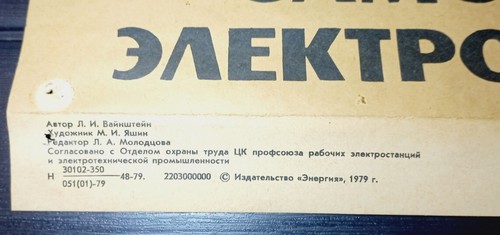 ЭЛЕКТРО
Автор Л. И. Вайнштейн
Художник М. И. Яшин
Редактор Л. А. Молодцова
Согласовано с Отделом охраны труда ЦК профсоюза рабочих электростанций
и электротехнической промышленности
Н 30102-350
051(01)-79 48-79. 2203000000 © Издательство «Энергия», 1979 г.